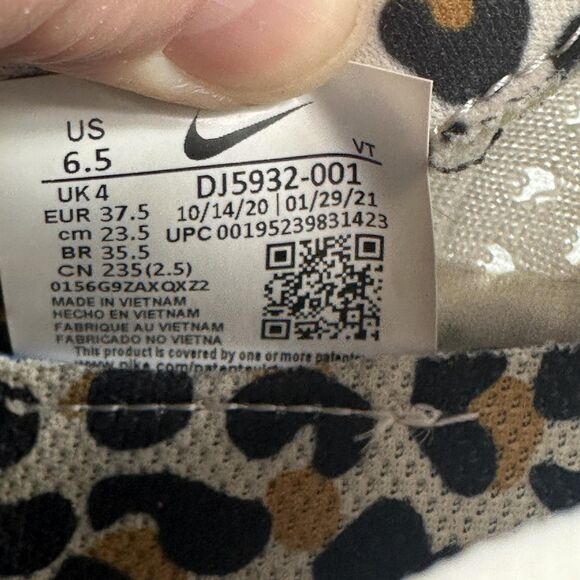 US
6.5
VT
UK 4
EUR 37.5
cm 23.5
BR 35.5
CN 235(2.5)
DJ5932-001
10/14/20 | 01/29/21
UPC 00195239831423
0156G9ZAXQXZ2
MADE IN VIETNAM
HECHO EN VIETNAM
FABRIQUE AU VIETNAM
FABRICADO NO VIETNAM
This product is covered by one or more